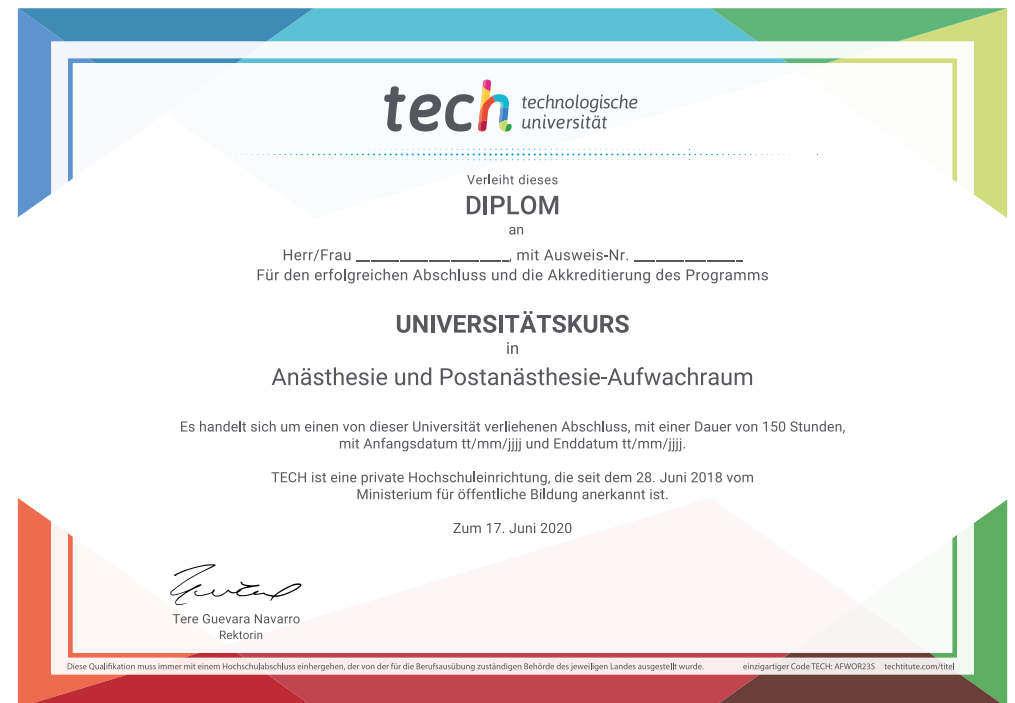 tech technologische
universität
Verleiht dieses
DIPLOM
an
Herr/Frau ____________________, mit Ausweis-Nr. ______________
Für den erfolgreichen Abschluss und die Akkreditierung des Programms
UNIVERSITÄTSKURS
in
Anästhesie und Postanästhesie-Aufwachraum
Es handelt sich um einen von dieser Universität verliehenen Abschluss, mit einer Dauer von 150 Stunden,
mit Anfangsdatum tt/mm/jjjj und Enddatum tt/mm/jjjj.
TECH ist eine private Hochschuleinrichtung, die seit dem 28. Juni 2018 vom
Ministerium für öffentliche Bildung anerkannt ist.
Zum 17. Juni 2020
Tere Guevara Navarro
Rektorin
Diese Qualifikation muss immer mit einem Hochschulabschluss einhergehen, der von der für die Berufsausübung zuständigen Behörde des jeweiligen Landes ausgestellt wurde. einzigartiger Code TECH: AFWOR23S techtitute.com/titel